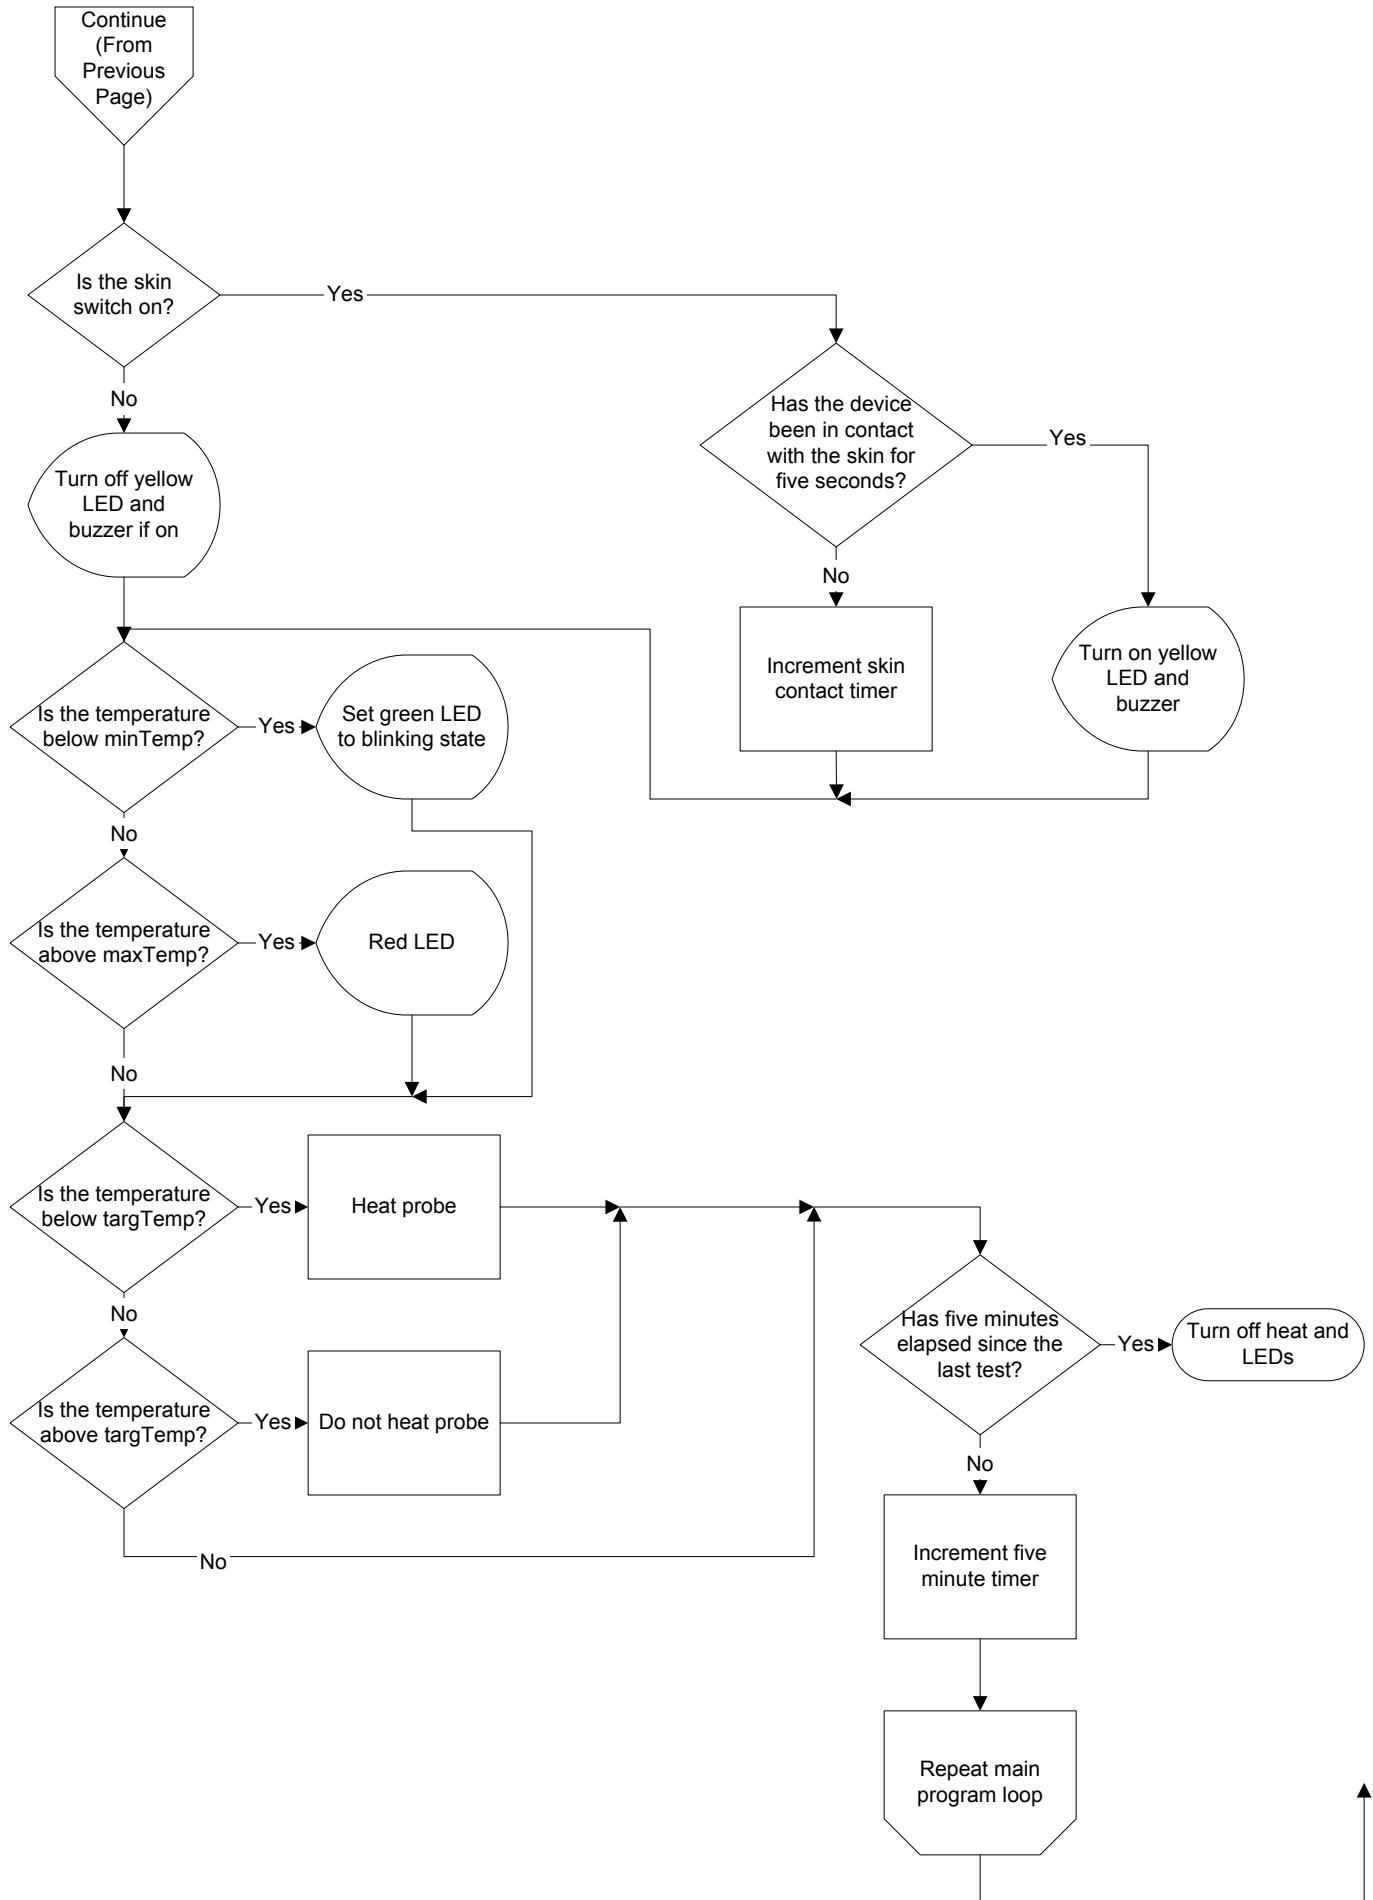 Continue
(From
Previous
Page)
Is the skin
switch on?
Yes
No
Has the device
been in contact
with the skin for
five seconds?
Yes
No
Turn off yellow
LED and
buzzer if on
Increment skin
contact timer
Turn on yellow
LED and
buzzer
Is the temperature
below minTemp?
Yes
Set green LED
to blinking state
No
Is the temperature
above maxTemp?
Yes
Red LED
No
Is the temperature
below targTemp?
Yes
Heat probe
No
Is the temperature
above targTemp?
Yes
Do not heat probe
No
Has five minutes
elapsed since the
last test?
Yes
Turn off heat and
LEDs
No
Increment five
minute timer
Repeat main
program loop